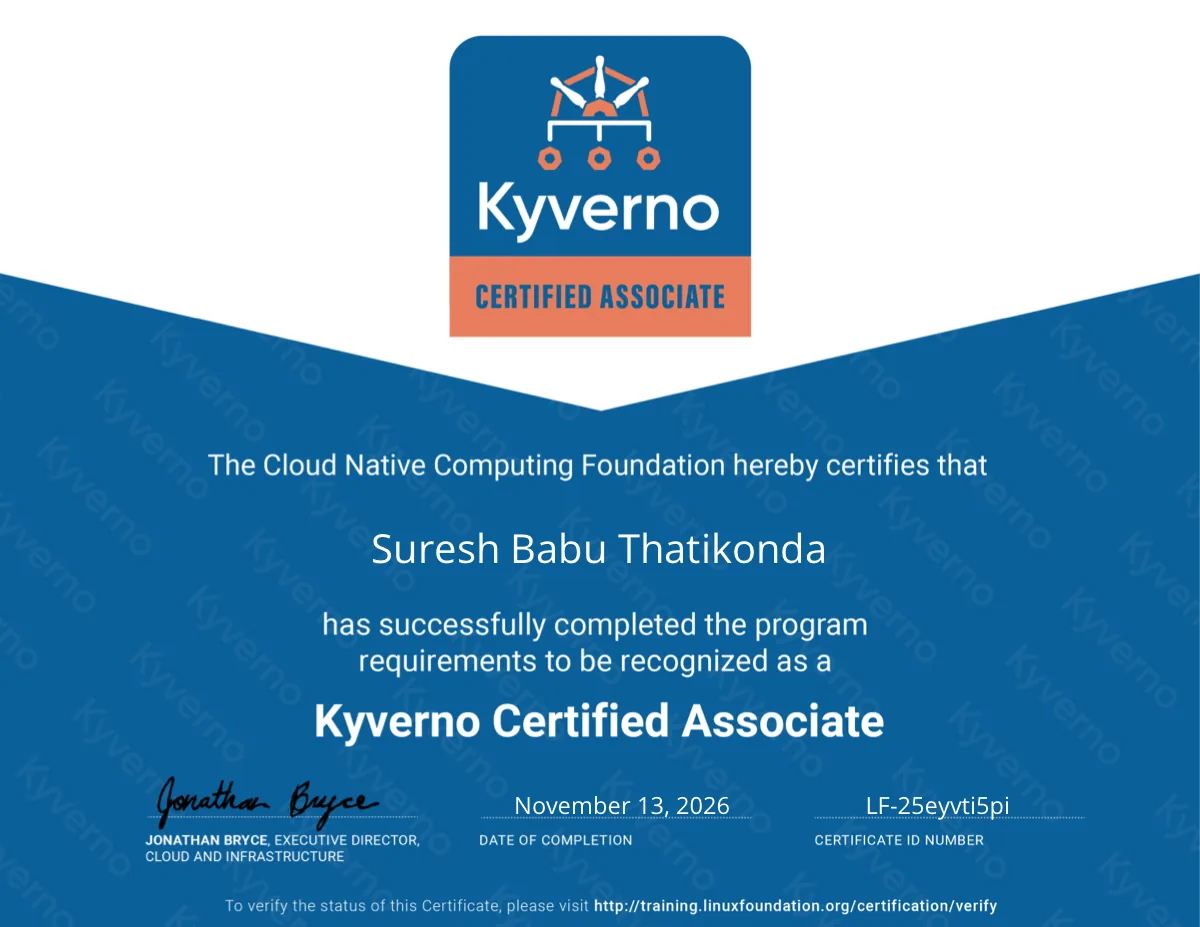 Kyverno
CERTIFIED ASSOCIATE
The Cloud Native Computing Foundation hereby certifies that
Suresh Babu Thatikonda
has successfully completed the program
requirements to be recognized as a
Kyverno Certified Associate
Jonathan Bryce
November 13, 2026
LF-25eyvti5pi
JONATHAN BRYCE, EXECUTIVE DIRECTOR,
CLOUD AND INFRASTRUCTURE
DATE OF COMPLETION
CERTIFICATE ID NUMBER
To verify the status of this Certificate, please visit http://training.linuxfoundation.org/certification/verify